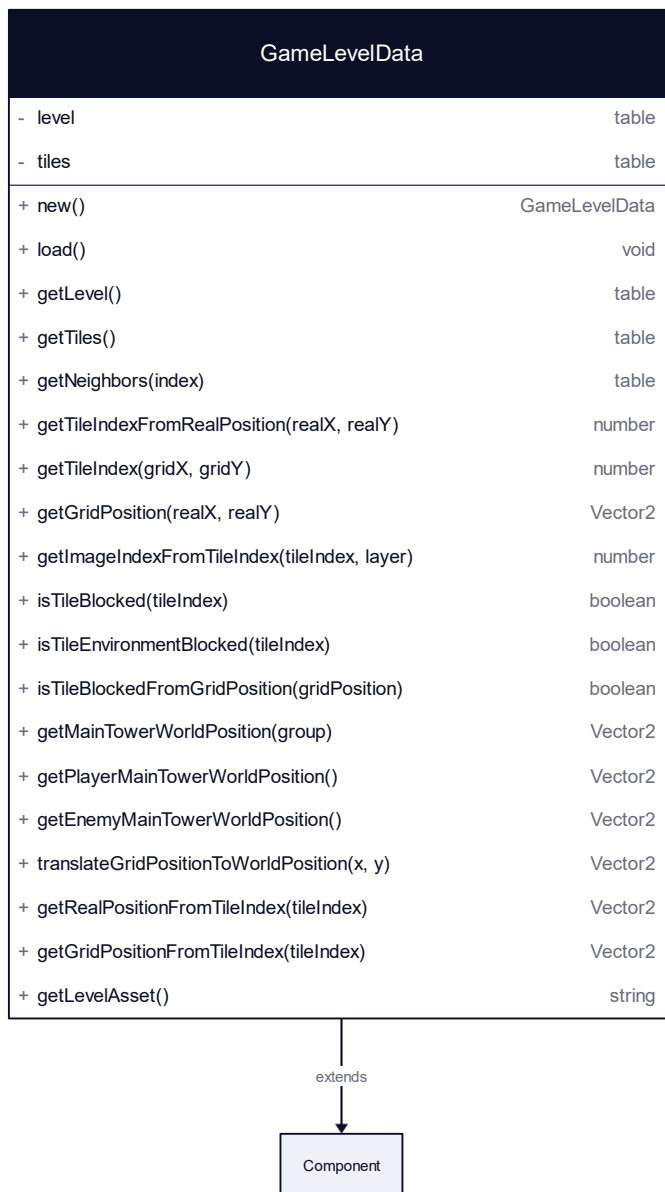 GameLevelData
- level table
- tiles table
+ new() GameLevelData
+ load() void
+ getLevel() table
+ getTiles() table
+ getNeighbors(index) table
+ getTileIndexFromRealPosition(realX, realY) number
+ getTileIndex(gridX, gridY) number
+ getGridPosition(realX, realY) Vector2
+ getImageIndexFromTileIndex(tileIndex, layer) number
+ isTileBlocked(tileIndex) boolean
+ isTileEnvironmentBlocked(tileIndex) boolean
+ isTileBlockedFromGridPosition(gridPosition) boolean
+ getMainTowerWorldPosition(group) Vector2
+ getPlayerMainTowerWorldPosition() Vector2
+ getEnemyMainTowerWorldPosition() Vector2
+ translateGridPositionToWorldPosition(x, y) Vector2
+ getRealPositionFromTileIndex(tileIndex) Vector2
+ getGridPositionFromTileIndex(tileIndex) Vector2
+ getLevelAsset() string
extends
Component